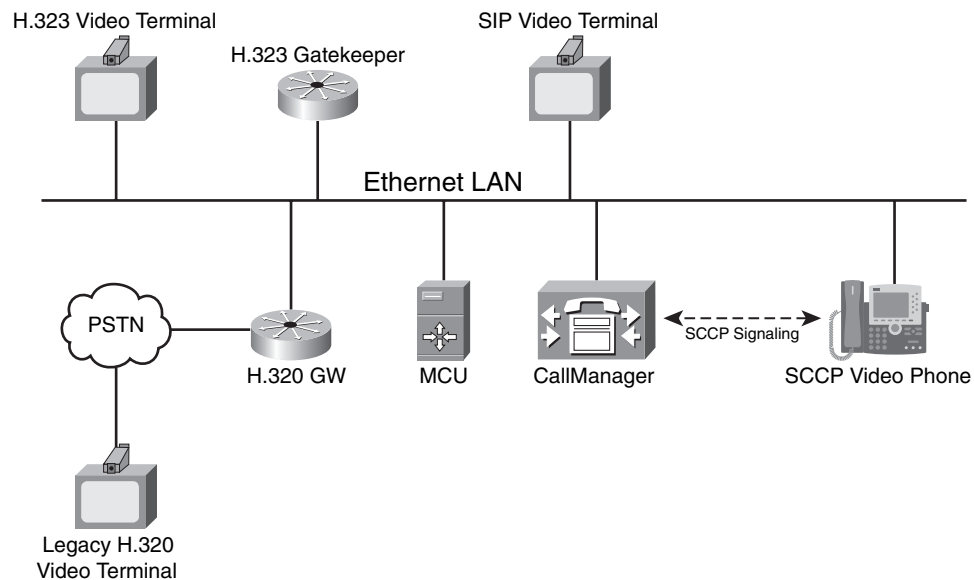 H.323 Video Terminal
SIP Video Terminal
H.323 Gatekeeper
Ethernet LAN
PSTN
SCCP Signaling
H.320 GW
MCU
CallManager
SCCP Video Phone
Legacy H.320
Video Terminal